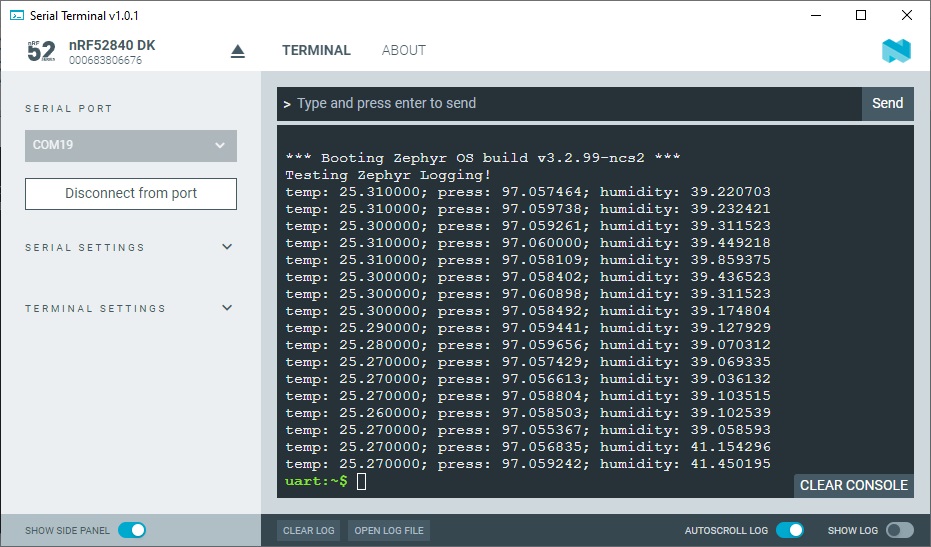 Serial Terminal v1.0.1
nRF
52
SERIES
nRF52840 DK
000683806676
TERMINAL
ABOUT
SERIAL PORT
COM19
Disconnect from port
SERIAL SETTINGS
TERMINAL SETTINGS
> Type and press enter to send
Send
*** Booting Zephyr OS build v3.2.99-ncs2 ***
Testing Zephyr Logging!
temp: 25.310000; press: 97.057464; humidity: 39.220703
temp: 25.310000; press: 97.059738; humidity: 39.232421
temp: 25.300000; press: 97.059261; humidity: 39.311523
temp: 25.310000; press: 97.060000; humidity: 39.449218
temp: 25.310000; press: 97.058109; humidity: 39.859375
temp: 25.300000; press: 97.058402; humidity: 39.436523
temp: 25.300000; press: 97.060898; humidity: 39.311523
temp: 25.300000; press: 97.058492; humidity: 39.174804
temp: 25.290000; press: 97.059441; humidity: 39.127929
temp: 25.280000; press: 97.059656; humidity: 39.070312
temp: 25.270000; press: 97.057429; humidity: 39.069335
temp: 25.270000; press: 97.056613; humidity: 39.036132
temp: 25.270000; press: 97.058804; humidity: 39.103515
temp: 25.260000; press: 97.058503; humidity: 39.102539
temp: 25.270000; press: 97.055367; humidity: 39.058593
temp: 25.270000; press: 97.056835; humidity: 41.154296
temp: 25.270000; press: 97.059242; humidity: 41.450195
uart:~$
CLEAR CONSOLE
SHOW SIDE PANEL
CLEAR LOG
OPEN LOG FILE
AUTOSCROLL LOG
SHOW LOG